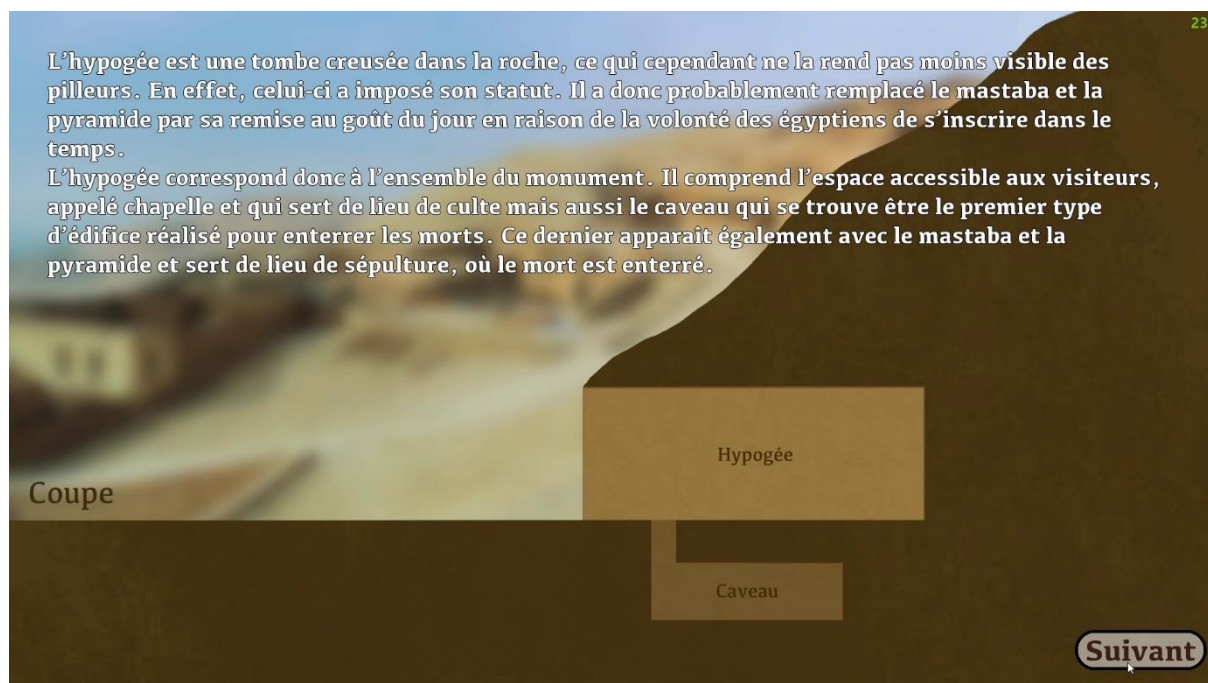 23
L'hypogée est une tombe creusée dans la roche, ce qui cependant ne la rend pas moins visible des
pilleurs. En effet, celui-ci a imposé son statut. Il a donc probablement remplacé le mastaba et la
pyramide par sa remise au goût du jour en raison de la volonté des égyptiens de s'inscrire dans le
temps.
L'hypogée correspond donc à l'ensemble du monument. Il comprend l'espace accessible aux visiteurs,
appelé chapelle et qui sert de lieu de culte mais aussi le caveau qui se trouve être le premier type
d'édifice réalisé pour enterrer les morts. Ce dernier apparaît également avec le mastaba et la
pyramide et sert de lieu de sépulture, où le mort est enterré.
Hypogée
Coupe
Caveau
Suivant